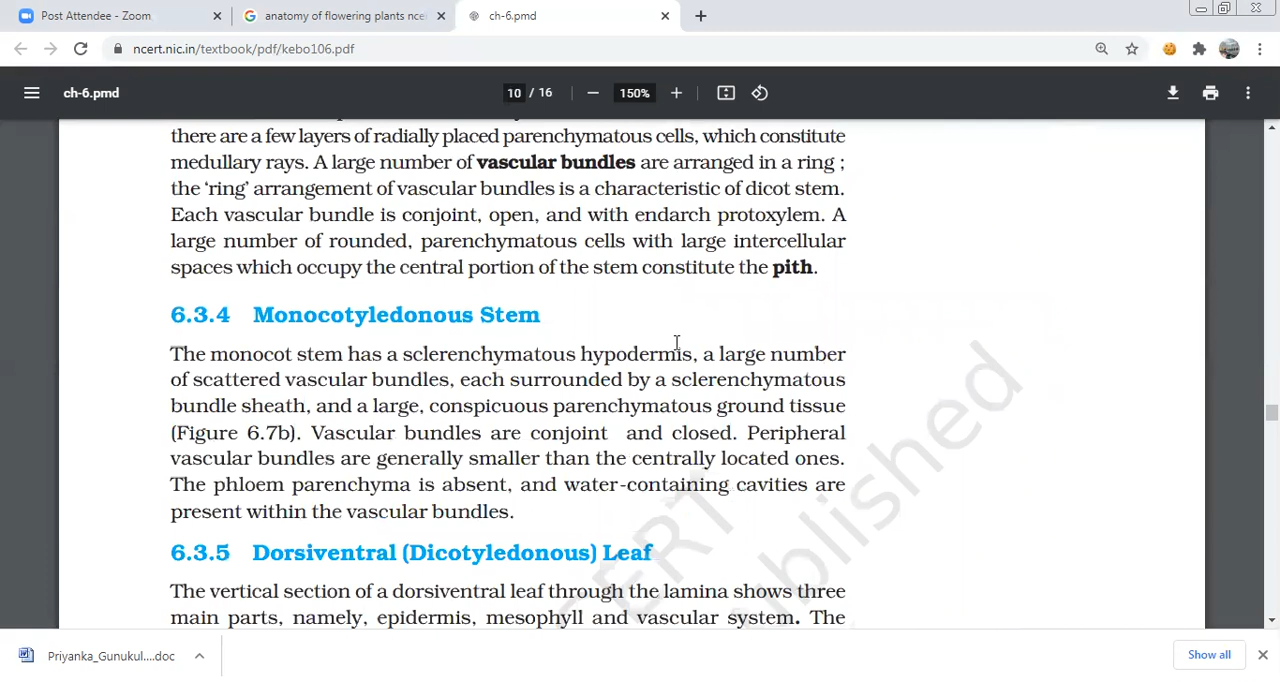 Post Attendee - Zoom
anatomy of flowering plants nce
ch-6.pmd
ncert.nic.in/textbook/pdf/kebo106.pdf
ch-6.pmd
10 / 16
150%
there are a few layers of radially placed parenchymatous cells, which constitute
medullary rays. A large number of vascular bundles are arranged in a ring ;
the ‘ring’ arrangement of vascular bundles is a characteristic of dicot stem.
Each vascular bundle is conjoint, open, and with endarch protoxylem. A
large number of rounded, parenchymatous cells with large intercellular
spaces which occupy the central portion of the stem constitute the pith.
6.3.4 Monocotyledonous Stem
The monocot stem has a sclerenchymatous hypodermis, a large number
of scattered vascular bundles, each surrounded by a sclerenchymatous
bundle sheath, and a large, conspicuous parenchymatous ground tissue
(Figure 6.7b). Vascular bundles are conjoint and closed. Peripheral
vascular bundles are generally smaller than the centrally located ones.
The phloem parenchyma is absent, and water-containing cavities are
present within the vascular bundles.
6.3.5 Dorsiventral (Dicotyledonous) Leaf
The vertical section of a dorsiventral leaf through the lamina shows three
main parts, namely, epidermis, mesophyll and vascular system. The
Priyanka_Gunukul....doc
Show all